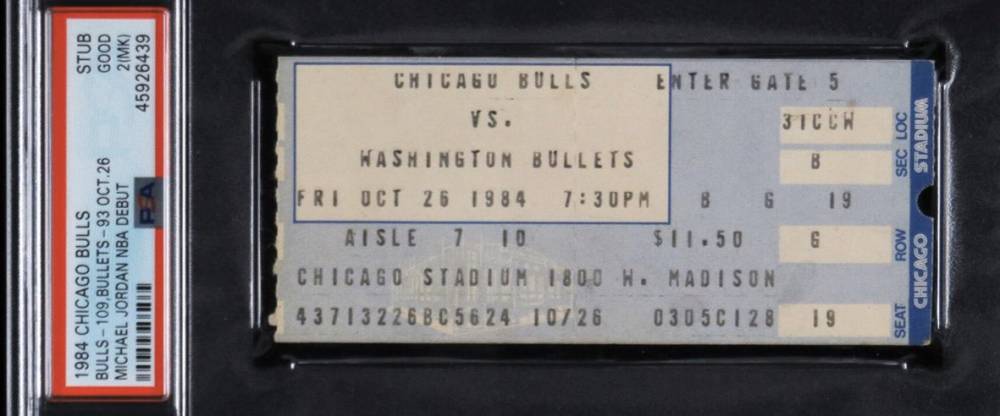 1984 CHICAGO BULLS STUB
BULLS - 109,BULLETS - 93 OCT.26 GOOD
MICHAEL JORDAN NBA DEBUT 2(MK)
45926439
PSA
CHICAGO BULLS ENTER GATE 5
VS. 31CCW
WASHINGTON BULLETS B
FRI OCT 26 1984 7:30PM B 6 19
AISLE 7 10 $11.50 6
CHICAGO STADIUM 1800 W. MADISON
43713226BC5624 10/26 0305C128 19
SEAT ROW SEC LOC
CHICAGO STADIUM